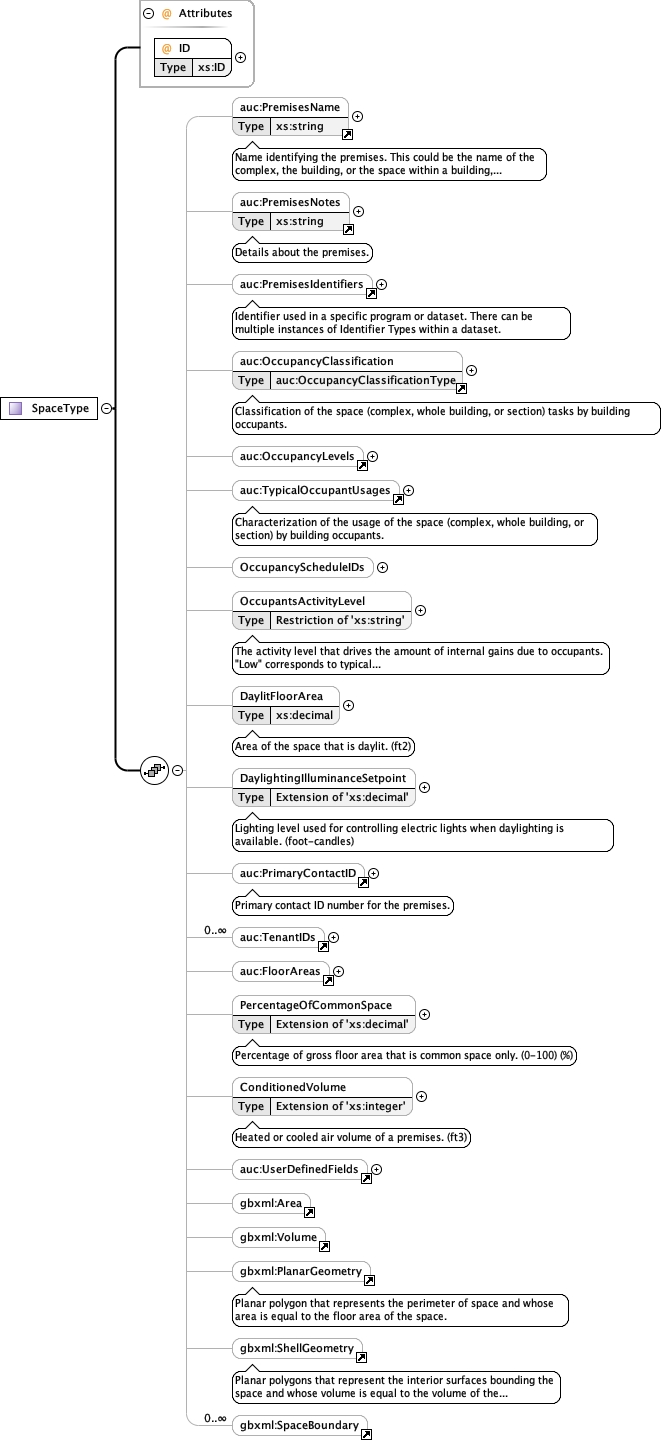 @ Attributes
@ ID
Type xs:ID
auc:PremisesName
Type xs:string
Name identifying the premises. This could be the name of the
complex, the building, or the space within a building,...
auc:PremisesNotes
Type xs:string
Details about the premises.
auc:PremisesIdentifiers
Identifier used in a specific program or dataset. There can be
multiple instances of Identifier Types within a dataset.
auc:OccupancyClassification
Type auc:OccupancyClassificationType
SpaceType
Classification of the space (complex, whole building, or section) tasks by building
occupants.
auc:OccupancyLevels
auc:TypicalOccupantUsages
Characterization of the usage of the space (complex, whole building, or
section) by building occupants.
OccupancyScheduleIDs
OccupantsActivityLevel
Type Restriction of 'xs:string'
The activity level that drives the amount of internal gains due to occupants.
"Low" corresponds to typical...
DaylitFloorArea
Type xs:decimal
Area of the space that is daylit. (ft2)
DaylightingIlluminanceSetpoint
Type Extension of 'xs:decimal'
Lighting level used for controlling electric lights when daylighting is
available. (foot-candles)
auc:PrimaryContactID
Primary contact ID number for the premises.
0..∞
auc:TenantIDs
auc:FloorAreas
PercentageOfCommonSpace
Type Extension of 'xs:decimal'
Percentage of gross floor area that is common space only. (0-100) (%)
ConditionedVolume
Type Extension of 'xs:integer'
Heated or cooled air volume of a premises. (ft3)
auc:UserDefinedFields
gbxml:Area
gbxml:Volume
gbxml:PlanarGeometry
Planar polygon that represents the perimeter of space and whose
area is equal to the floor area of the space.
gbxml:ShellGeometry
Planar polygons that represent the interior surfaces bounding the
space and whose volume is equal to the volume of the...
0..∞
gbxml:SpaceBoundary